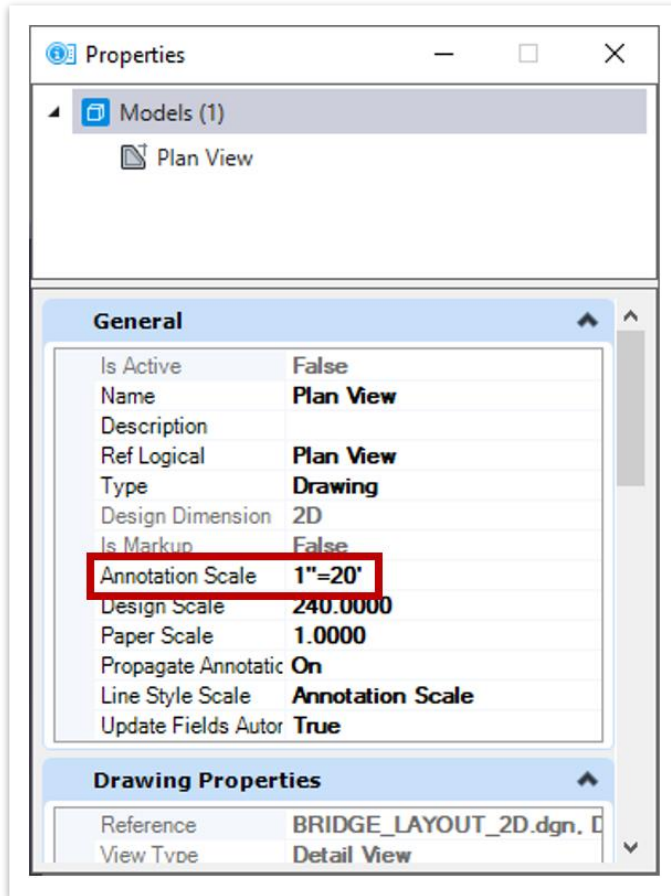 Properties
Models (1)
Plan View
General
Is Active False
Name Plan View
Description
Ref Logical Plan View
Type Drawing
Design Dimension 2D
Is Markup False
Annotation Scale 1"=20'
Design Scale 240.0000
Paper Scale 1.0000
Propagate Annotatic On
Line Style Scale Annotation Scale
Update Fields Autor True
Drawing Properties
Reference BRIDGE_LAYOUT_2D.dgn, D
View Type Detail View